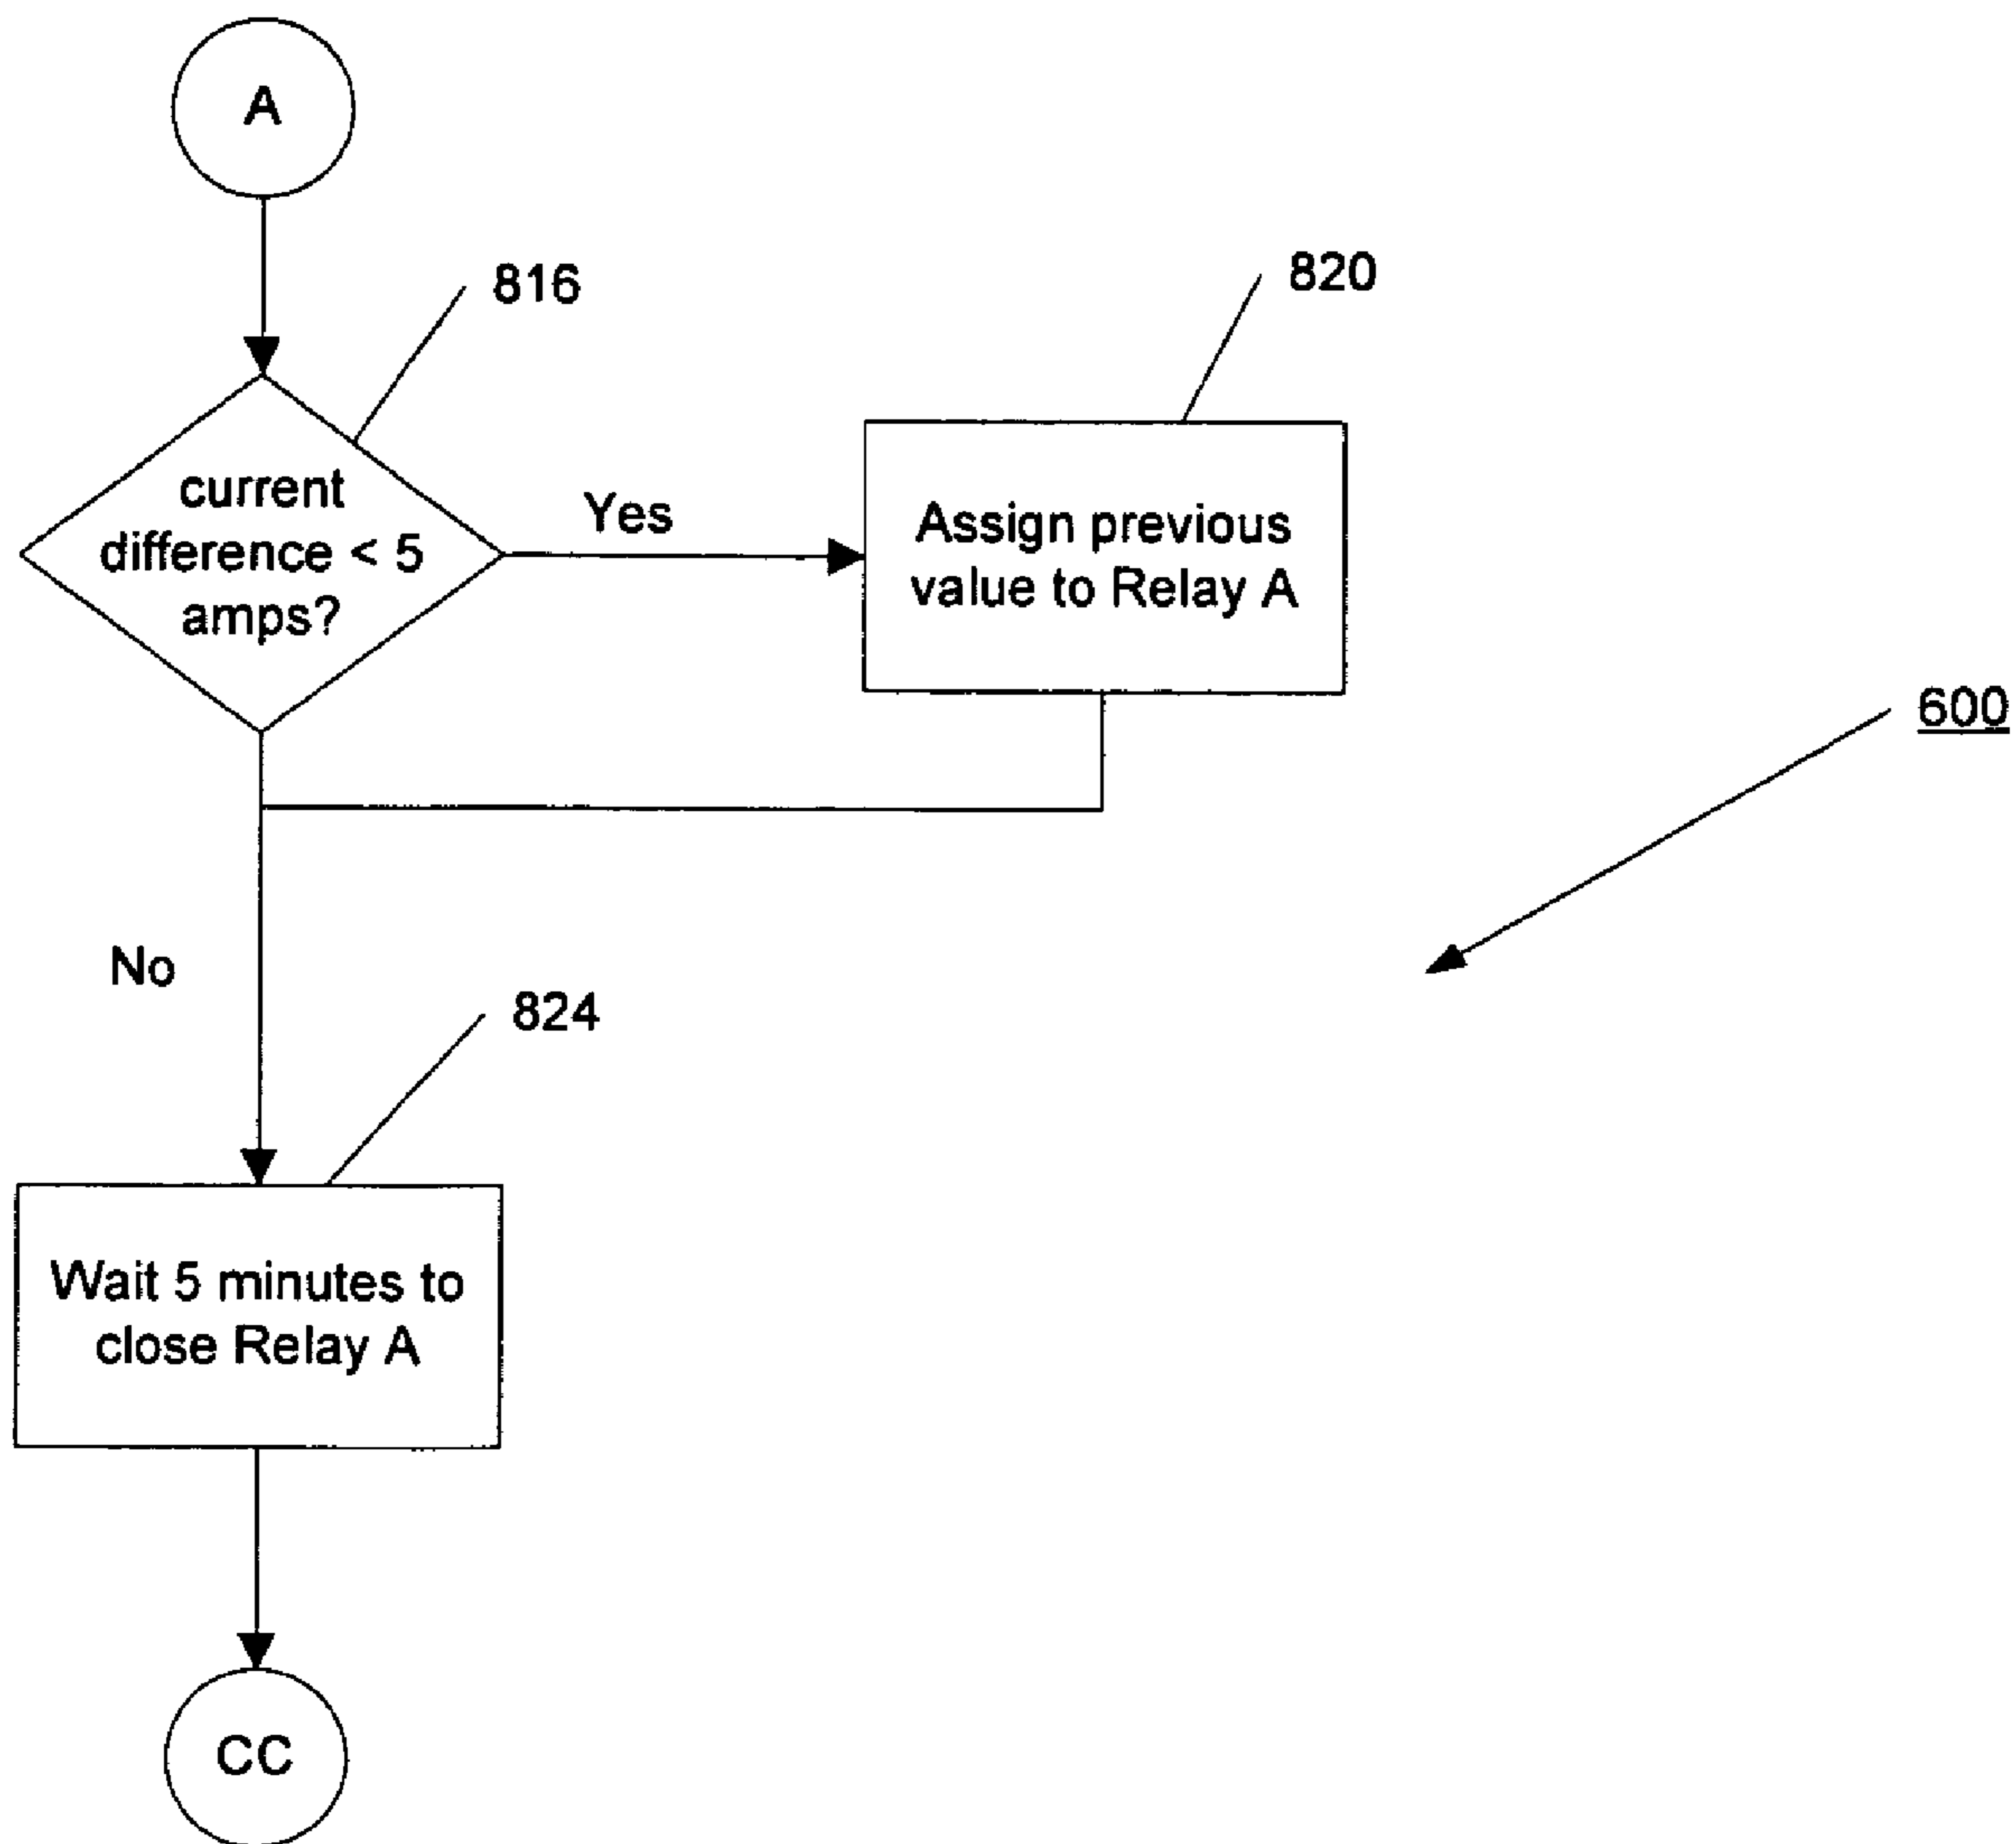 A
816
820
current
difference < 5
amps?
Yes
Assign previous
value to Relay A
600
No
824
Wait 5 minutes to
close Relay A
CC